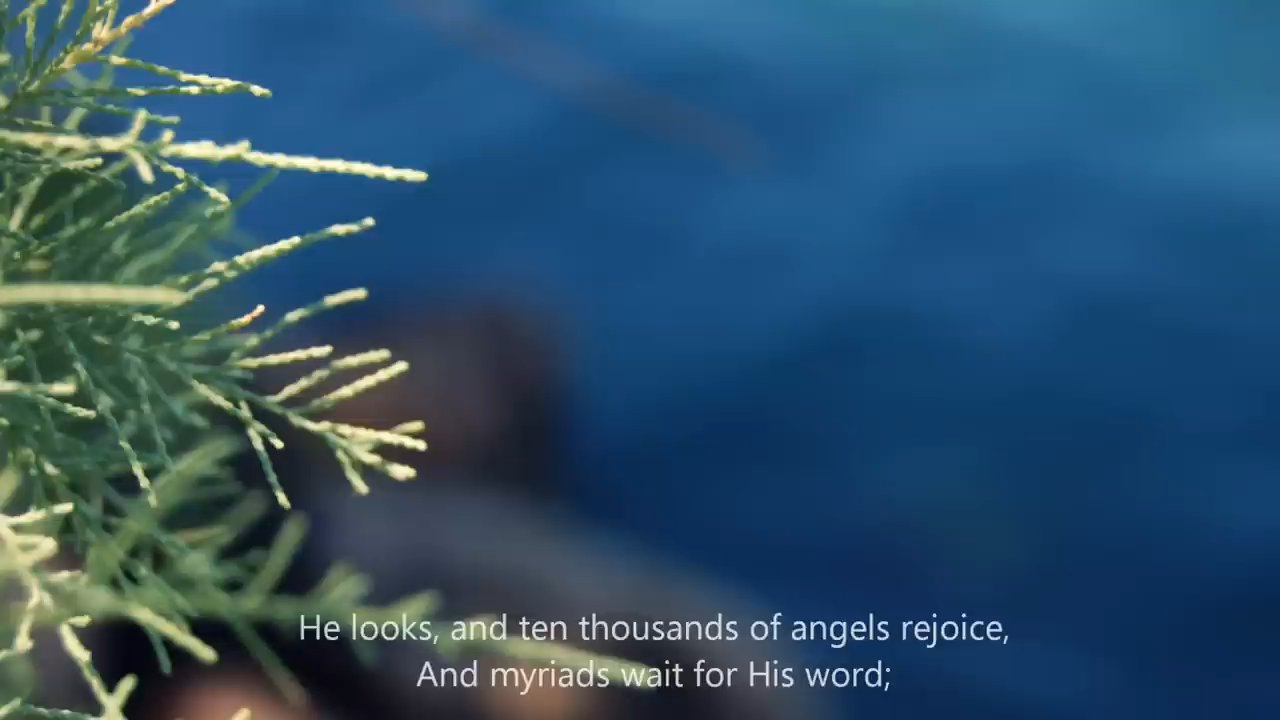 He looks, and ten thousands of angels rejoice,
And myriads wait for His word;